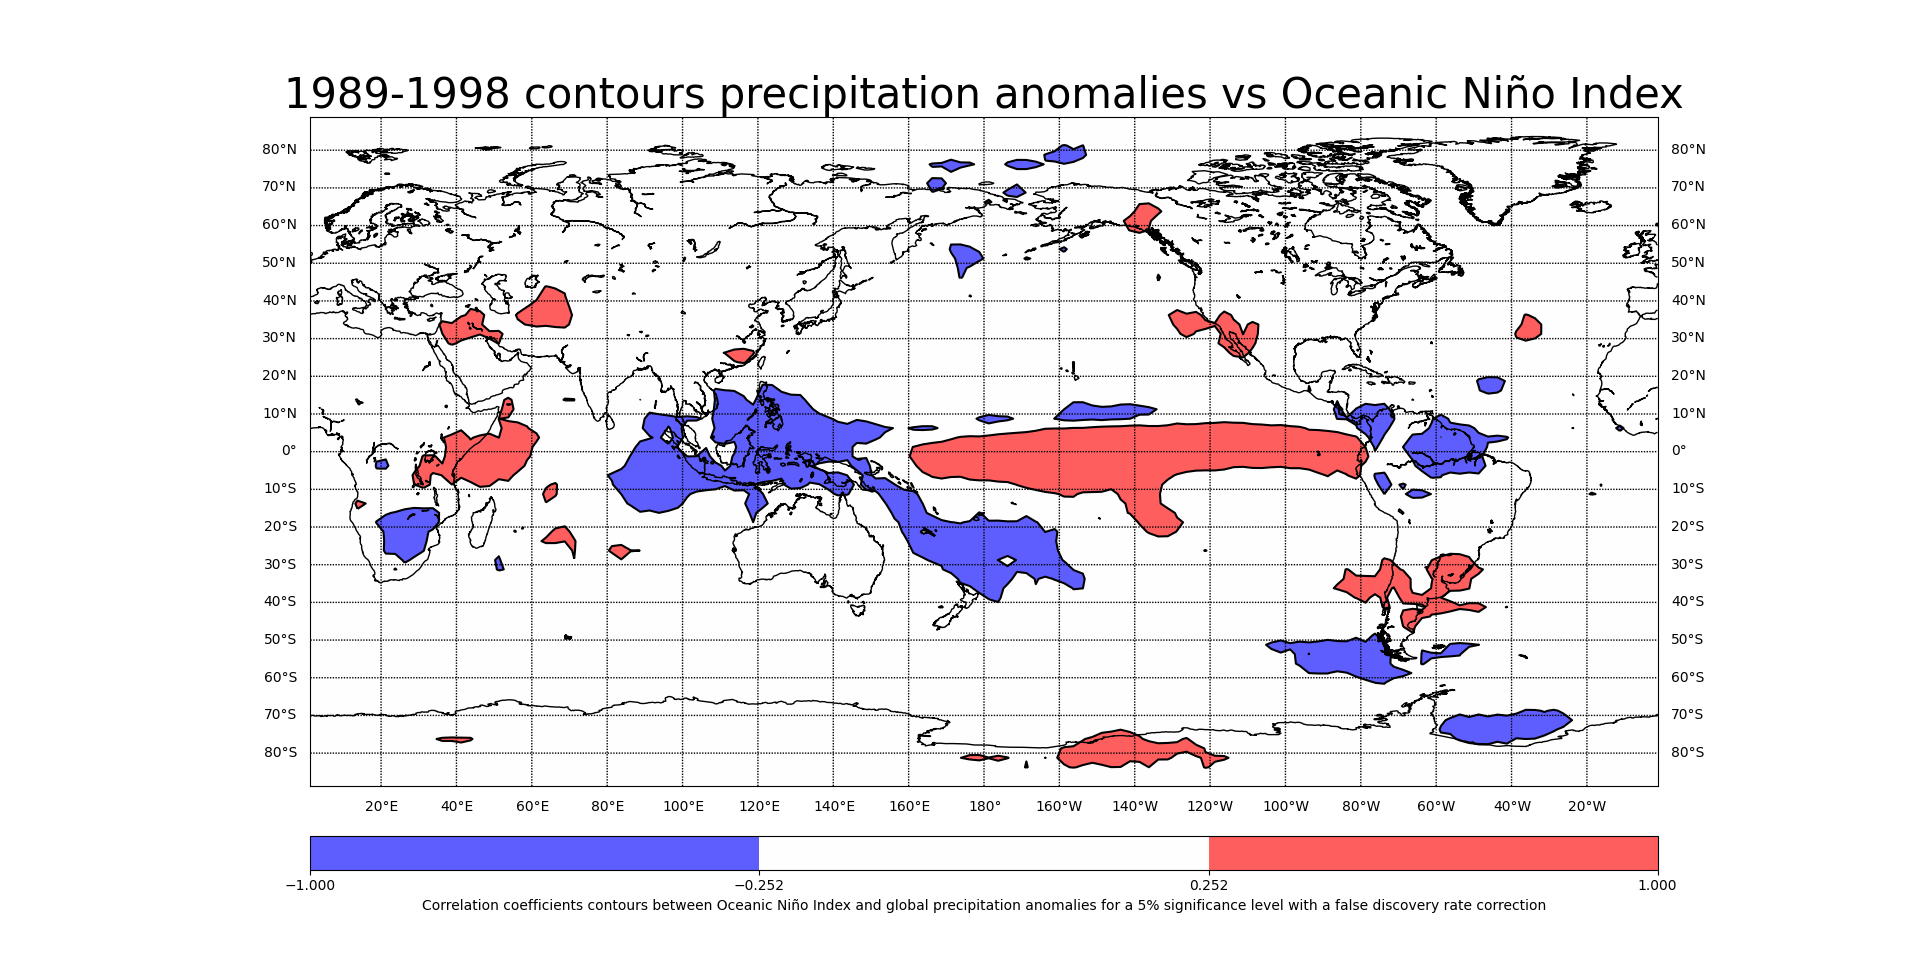 1989-1998 contours precipitation anomalies vs Oceanic Niño Index
80°N 80°N
70°N 70°N
60°N 60°N
50°N 50°N
40°N 40°N
30°N 30°N
20°N 20°N
10°N 10°N
0° 0°
10°S 10°S
20°S 20°S
30°S 30°S
40°S 40°S
50°S 50°S
60°S 60°S
70°S 70°S
80°S 80°S
20°E 40°E 60°E 80°E 100°E 120°E 140°E 160°E 180° 160°W 140°W 120°W 100°W 80°W 60°W 40°W 20°W
−1.000 −0.252 0.252 1.000
Correlation coefficients contours between Oceanic Niño Index and global precipitation anomalies for a 5% significance level with a false discovery rate correction